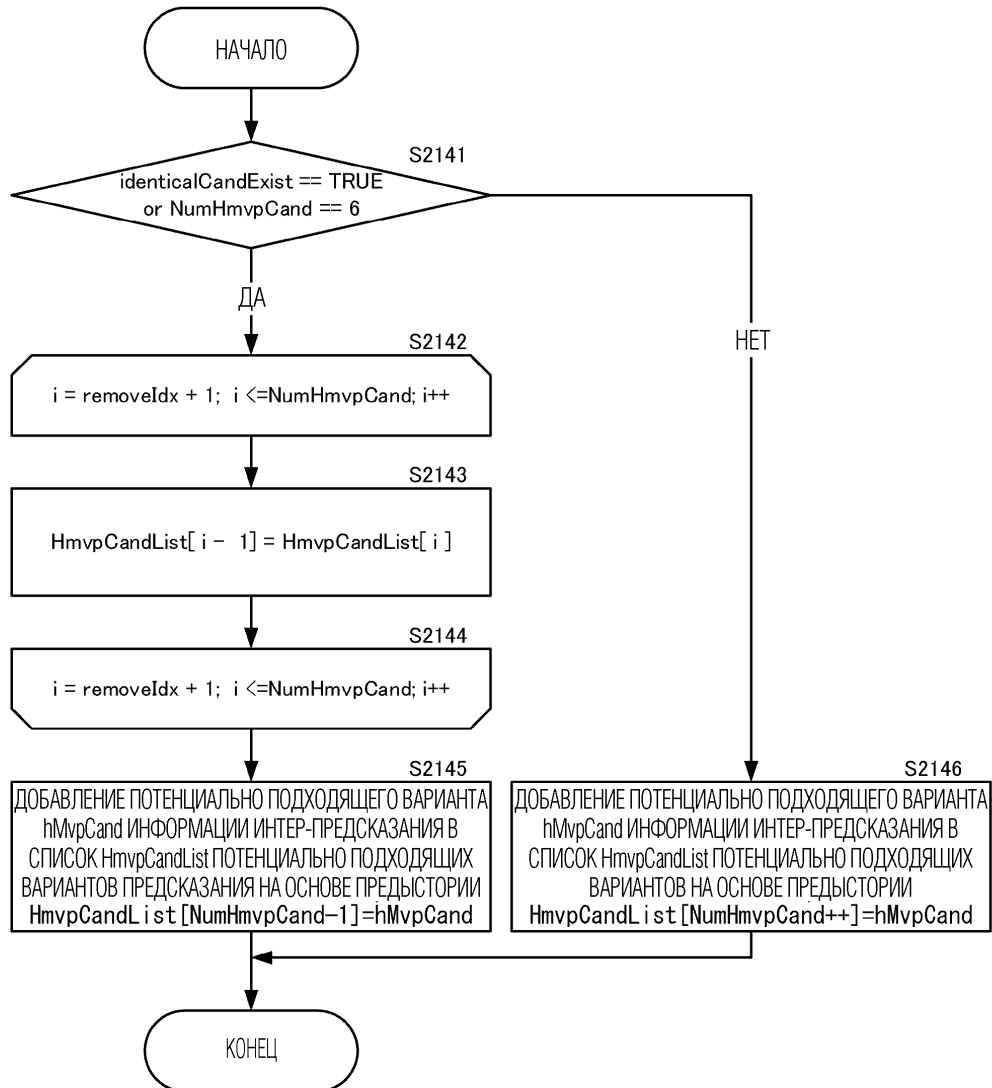 НАЧАЛО
S2141
identicalCandExist == TRUE
or NumHmvpCand == 6
ДА
НЕТ
S2142
i = removeIdx + 1; i <=NumHmvpCand; i++
S2143
HmvpCandList[ i - 1] = HmvpCandList[ i ]
S2144
i = removeIdx + 1; i <=NumHmvpCand; i++
S2145
ДОБАВЛЕНИЕ ПОТЕНЦИАЛЬНО ПОДХОДЯЩЕГО ВАРИАНТА
hMvpCand ИНФОРМАЦИИ ИНТЕР-ПРЕДСКАЗАНИЯ В
СПИСОК HmvpCandList ПОТЕНЦИАЛЬНО ПОДХОДЯЩИХ
ВАРИАНТОВ ПРЕДСКАЗАНИЯ НА ОСНОВЕ ПРЕДЫСТОРИИ
HmvpCandList[NumHmvpCand-1]=hMvpCand
S2146
ДОБАВЛЕНИЕ ПОТЕНЦИАЛЬНО ПОДХОДЯЩЕГО ВАРИАНТА
hMvpCand ИНФОРМАЦИИ ИНТЕР-ПРЕДСКАЗАНИЯ В
СПИСОК HmvpCandList ПОТЕНЦИАЛЬНО ПОДХОДЯЩИХ
ВАРИАНТОВ НА ОСНОВЕ ПРЕДЫСТОРИИ
HmvpCandList[NumHmvpCand++]=hMvpCand
КОНЕЦ